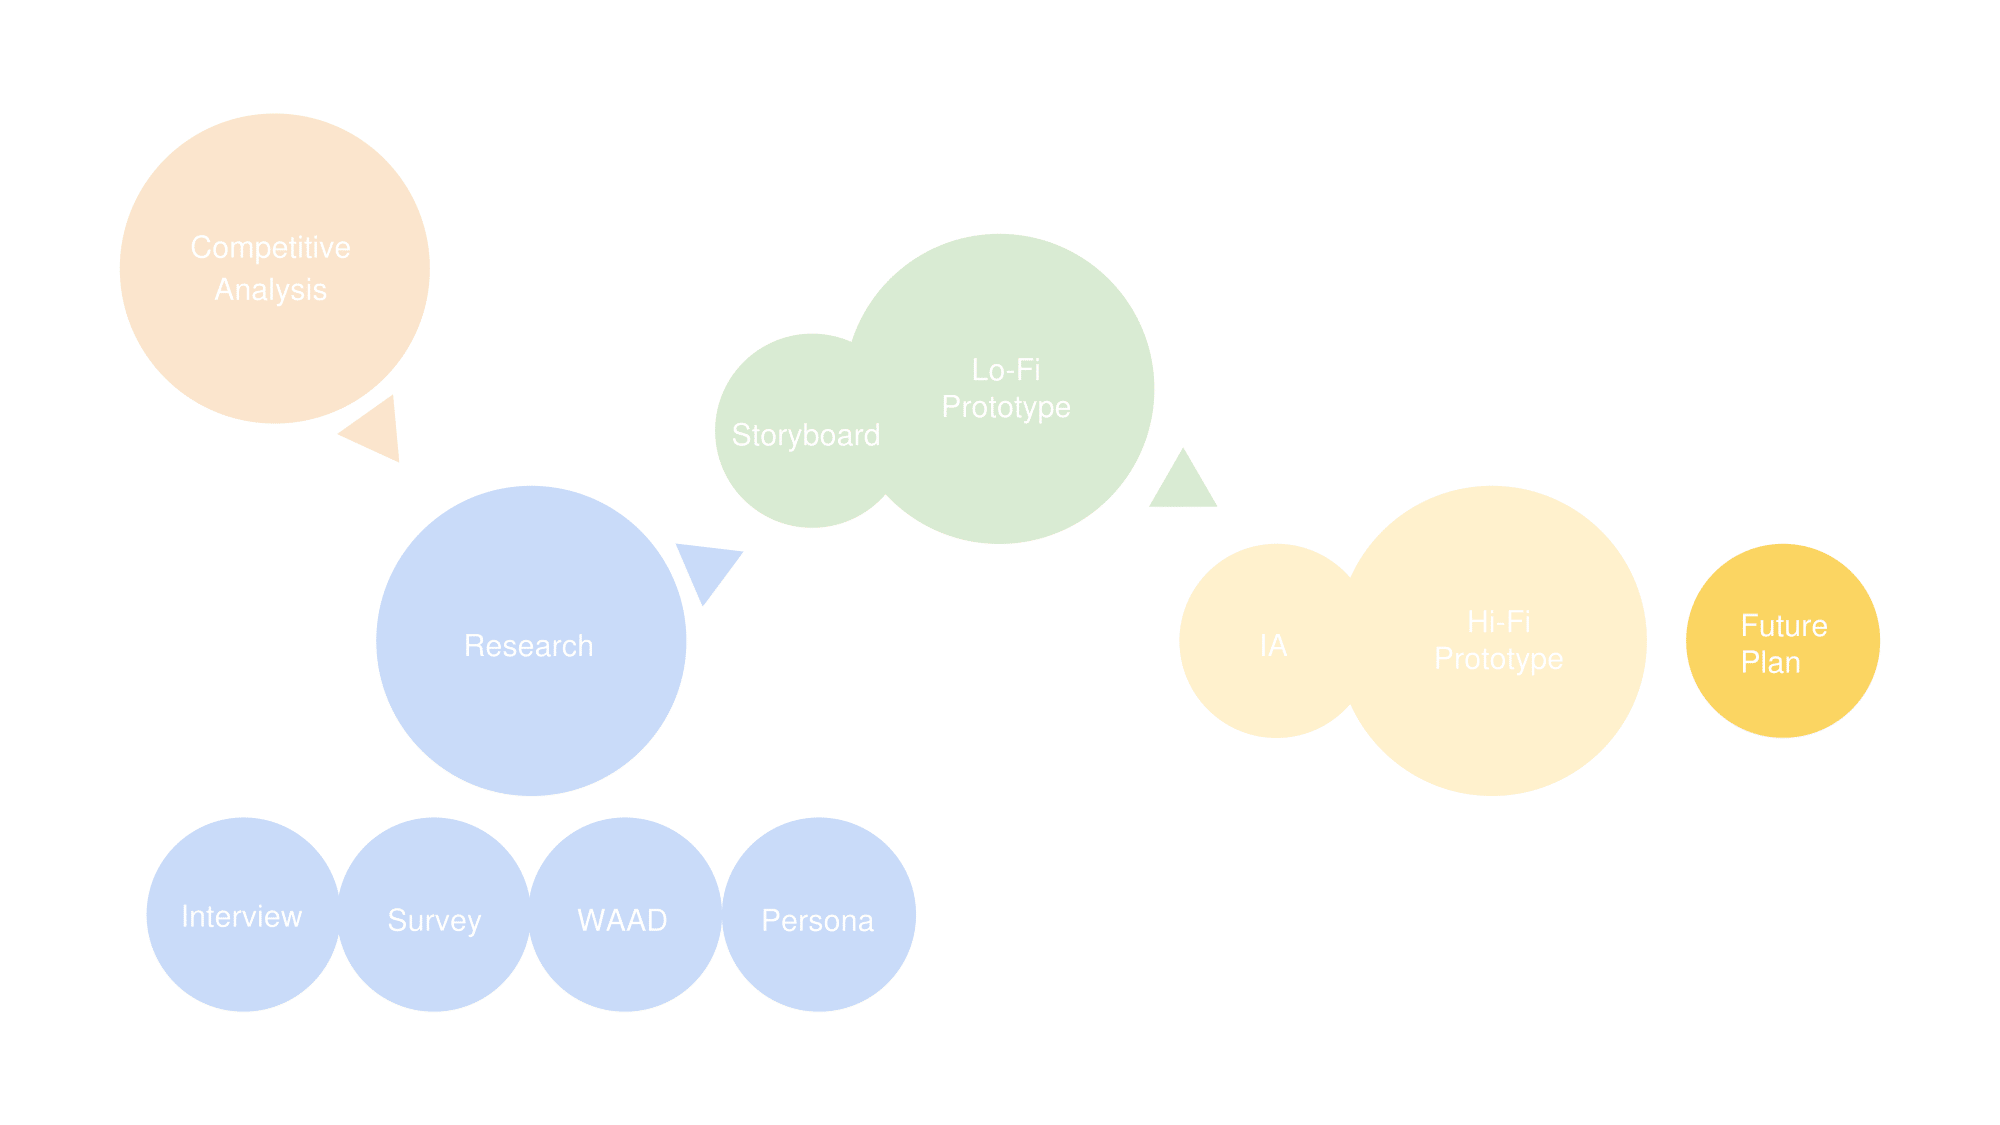 Competitive
Analysis
Lo-Fi
Prototype
Storyboard
Research
IA
Hi-Fi
Prototype
Future
Plan
Interview
Survey
WAAD
Persona